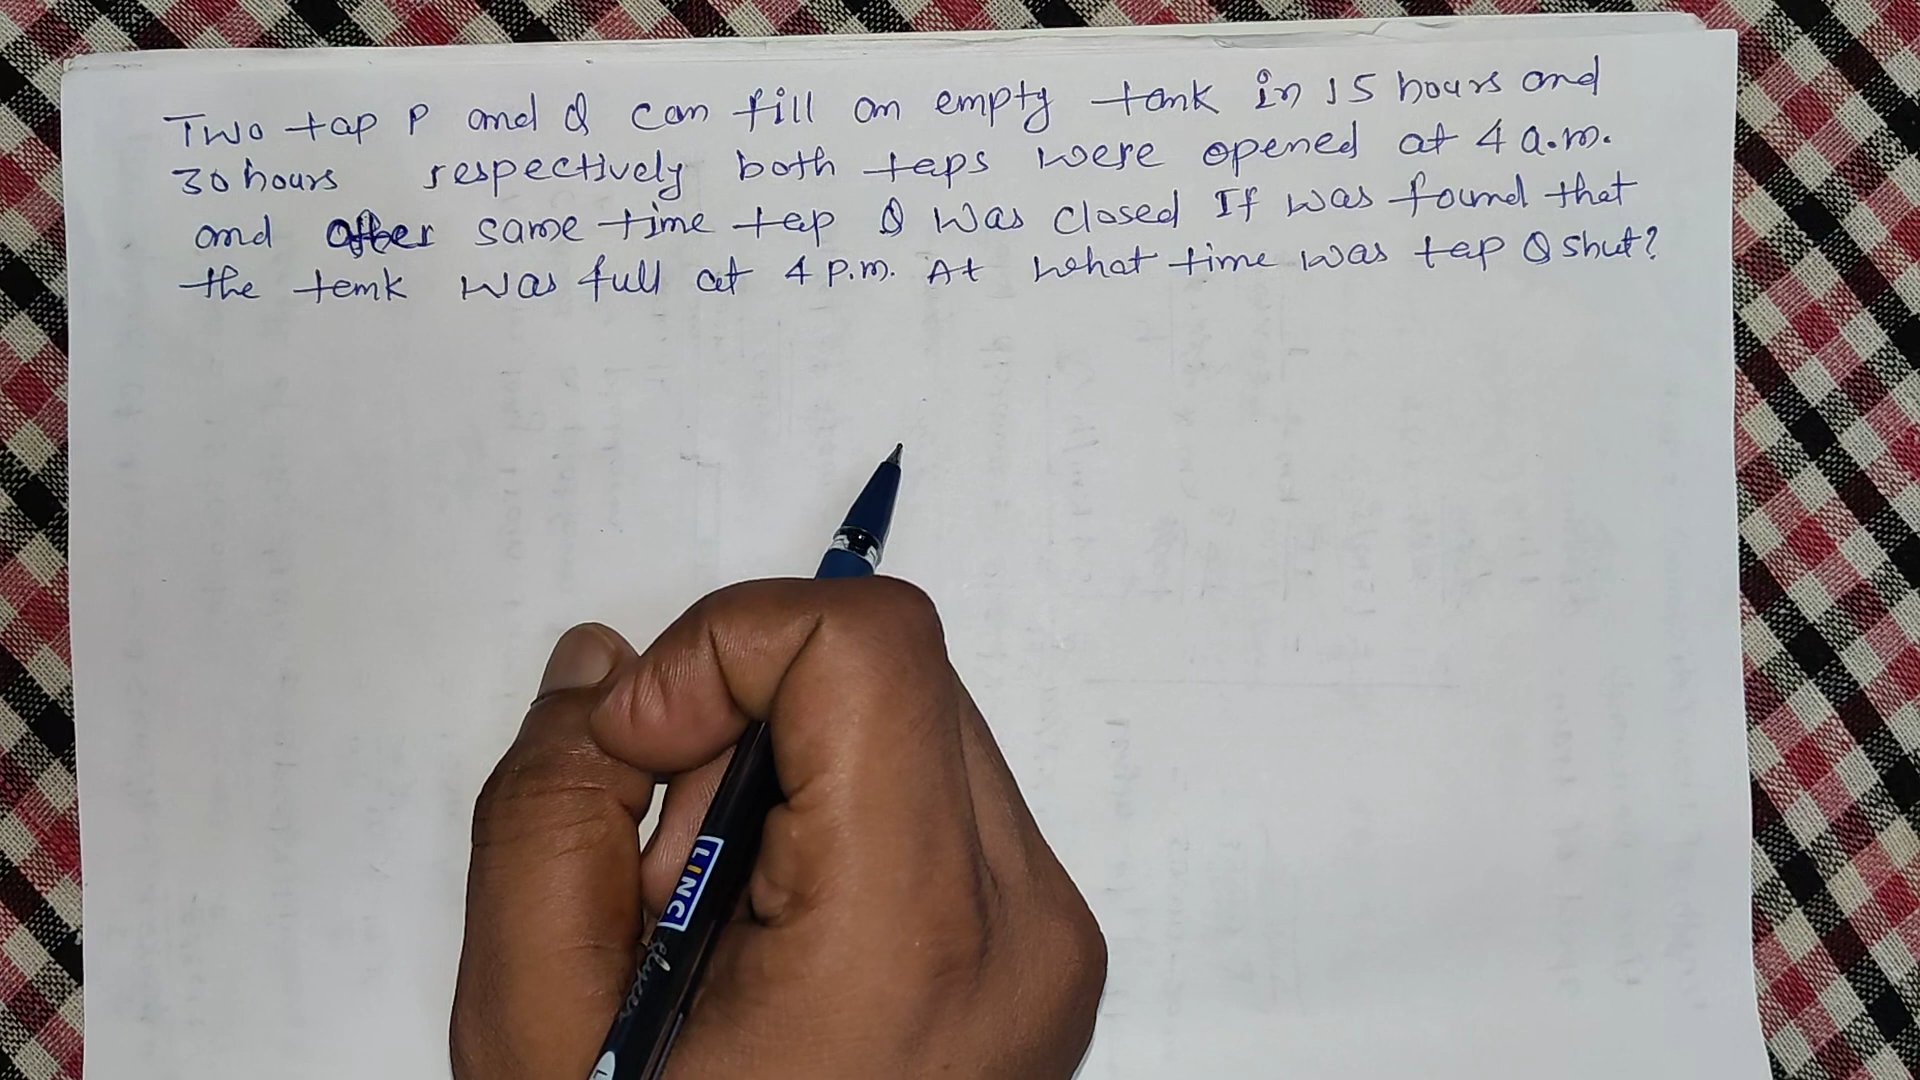 Two tap P and Q can fill an empty tank in 15 hours and
30 hours respectively both taps were opened at 4 a.m.
and after same time tap Q was closed If was found that
the tank was full at 4 p.m. At what time was tap Q shut?
LINC